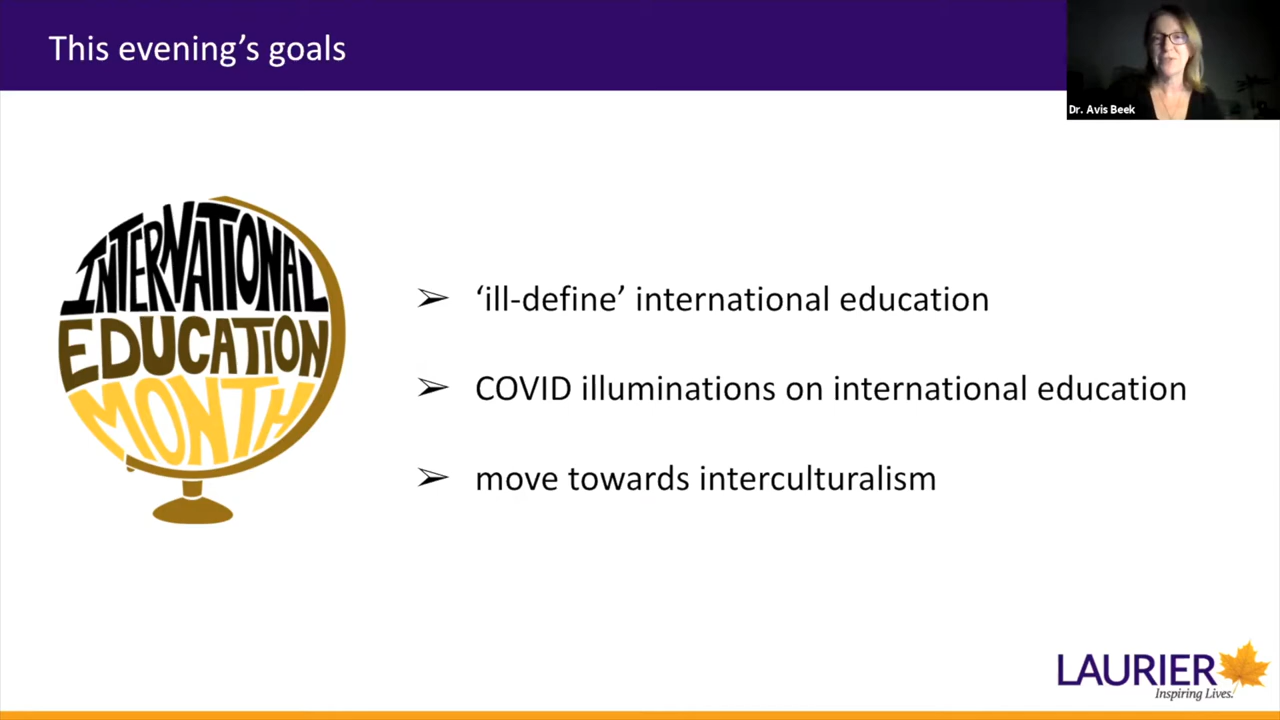 This evening's goals
Dr. Avis Beek
INTERNATIONAL
EDUCATION
MONTH
➢ ‘ill-define’ international education
➢ COVID illuminations on international education
➢ move towards interculturalism
LAURIER
Inspiring Lives.